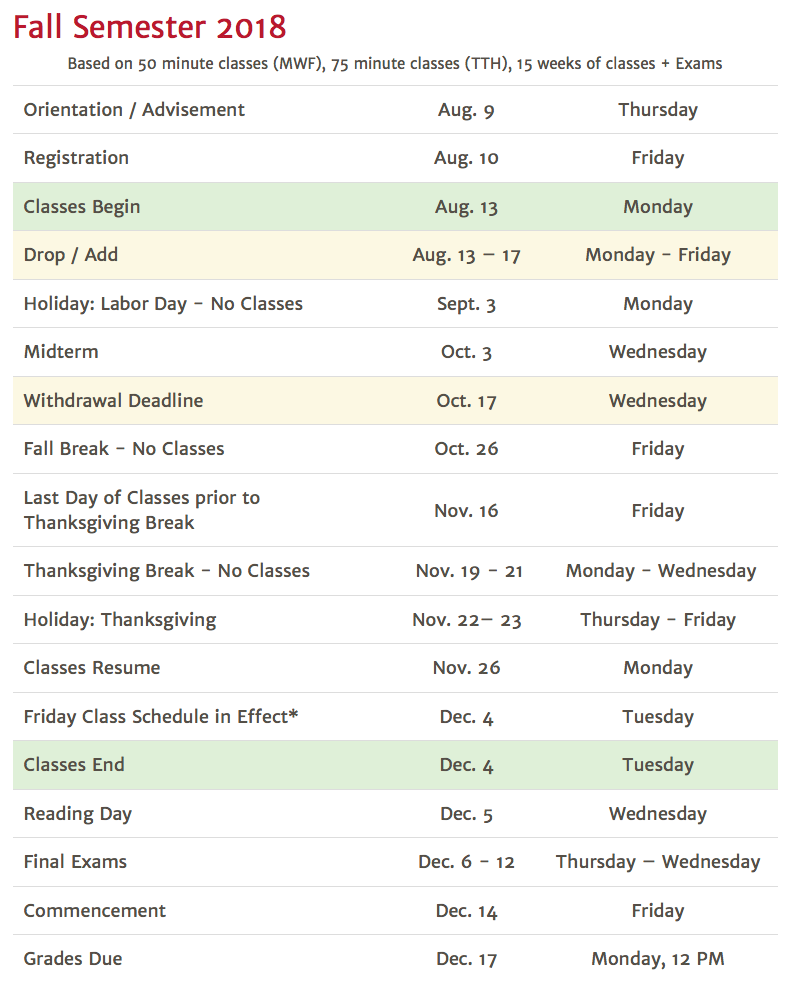 Fall Semester 2018
Based on 50 minute classes (MWF), 75 minute classes (TTH), 15 weeks of classes + Exams
Orientation / Advisement Aug. 9 Thursday
Registration Aug. 10 Friday
Classes Begin Aug. 13 Monday
Drop / Add Aug. 13 – 17 Monday - Friday
Holiday: Labor Day - No Classes Sept. 3 Monday
Midterm Oct. 3 Wednesday
Withdrawal Deadline Oct. 17 Wednesday
Fall Break - No Classes Oct. 26 Friday
Last Day of Classes prior to
Thanksgiving Break Nov. 16 Friday
Thanksgiving Break - No Classes Nov. 19 - 21 Monday - Wednesday
Holiday: Thanksgiving Nov. 22– 23 Thursday - Friday
Classes Resume Nov. 26 Monday
Friday Class Schedule in Effect* Dec. 4 Tuesday
Classes End Dec. 4 Tuesday
Reading Day Dec. 5 Wednesday
Final Exams Dec. 6 - 12 Thursday – Wednesday
Commencement Dec. 14 Friday
Grades Due Dec. 17 Monday, 12 PM